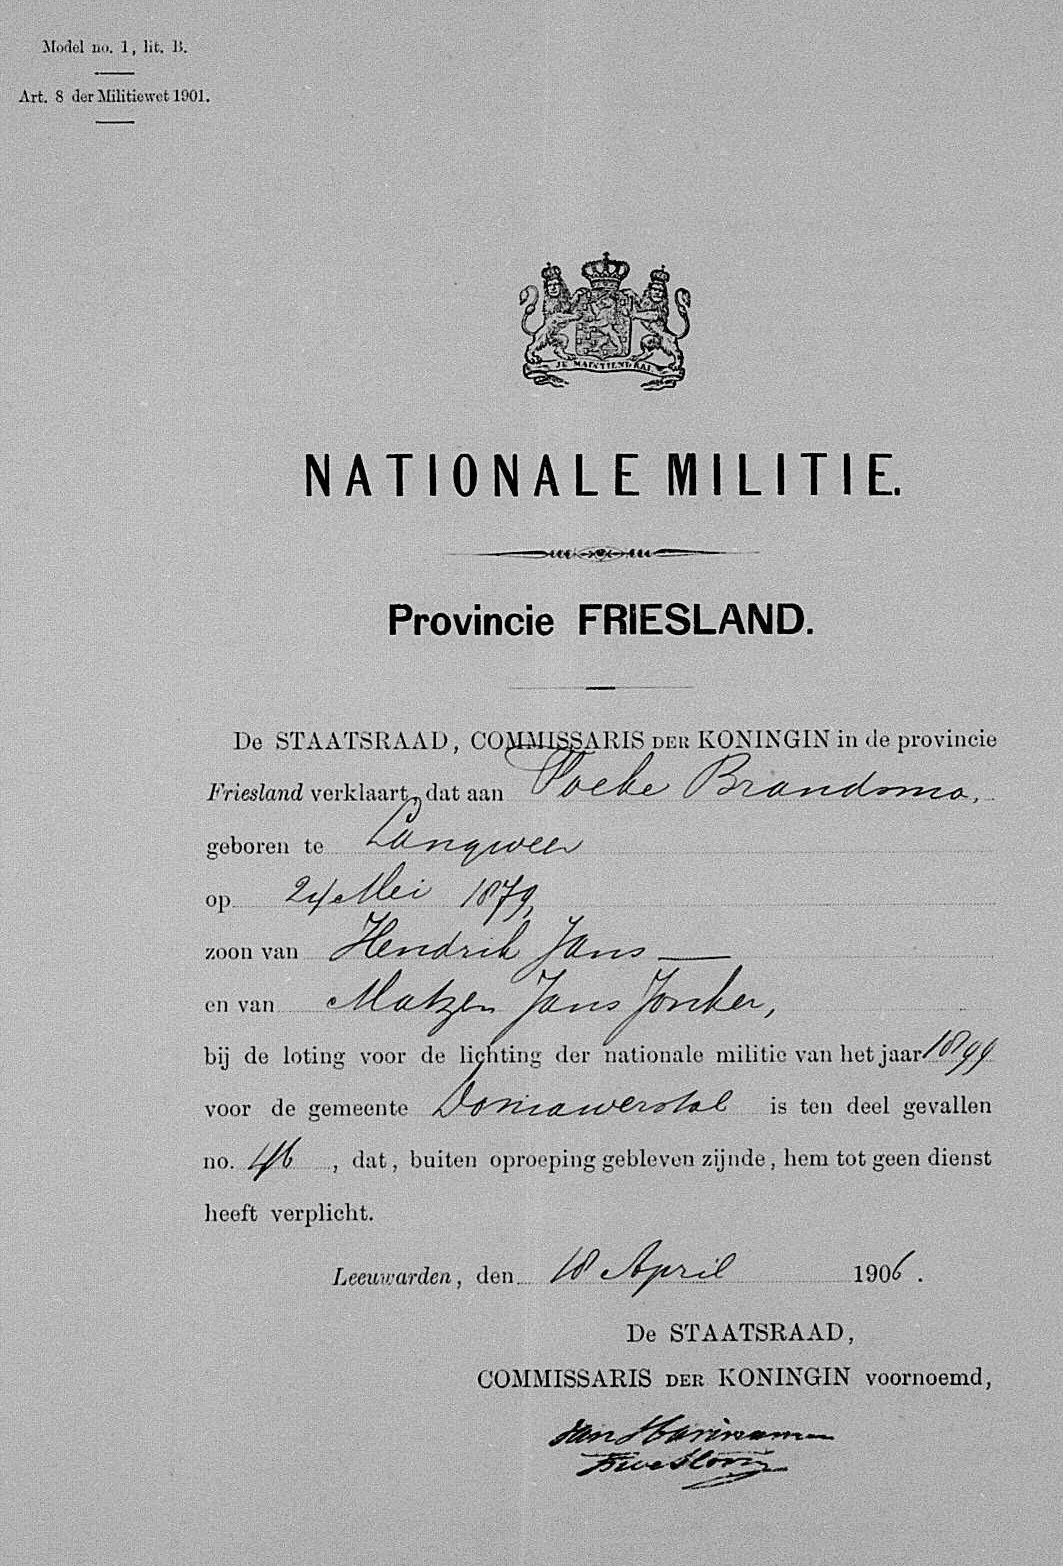 Model no. 1, lit. B.
Art. 8 der Militiewet 1901.
JE MAINTIENDRAI
NATIONALE MILITIE.
Provincie FRIESLAND.
De STAATSRAAD, COMMISSARIS DER KONINGIN in de provincie
Friesland verklaart, dat aan Poeke Brandsma,
geboren te Langweer
op 24 Mei 1879,
zoon van Hendrik Jans
en van Jans Jonker,
bij de loting voor de lichting der nationale militie van het jaar 1899
voor de gemeente Doniawerstal is ten deel gevallen
no. 46, dat, buiten oproeping gebleven zijnde, hem tot geen dienst
heeft verplicht.
Leeuwarden, den 18 April 1906.
De STAATSRAAD,
COMMISSARIS DER KONINGIN voornoemd,